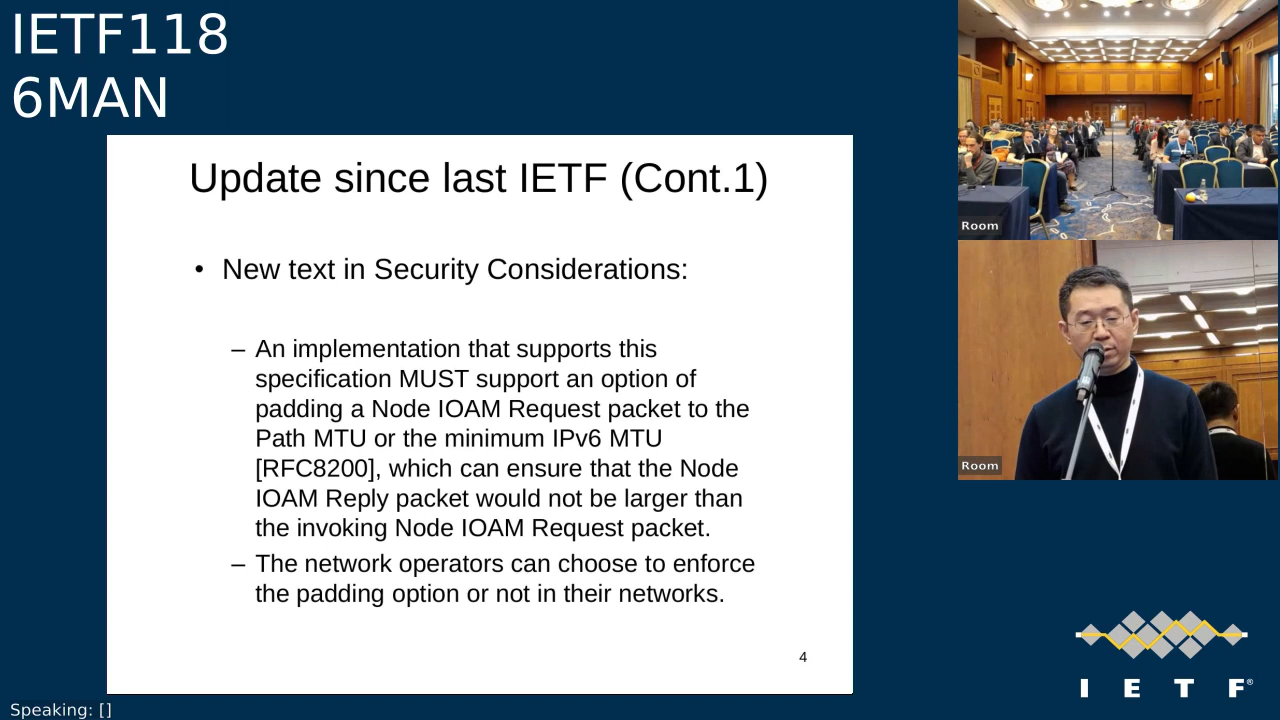 IETF118
6MAN
Update since last IETF (Cont.1)
• New text in Security Considerations:
– An implementation that supports this
specification MUST support an option of
padding a Node IOAM Request packet to the
Path MTU or the minimum IPv6 MTU
[RFC8200], which can ensure that the Node
IOAM Reply packet would not be larger than
the invoking Node IOAM Request packet.
– The network operators can choose to enforce
the padding option or not in their networks.
4
Room
Room
I E T F®
Speaking: []